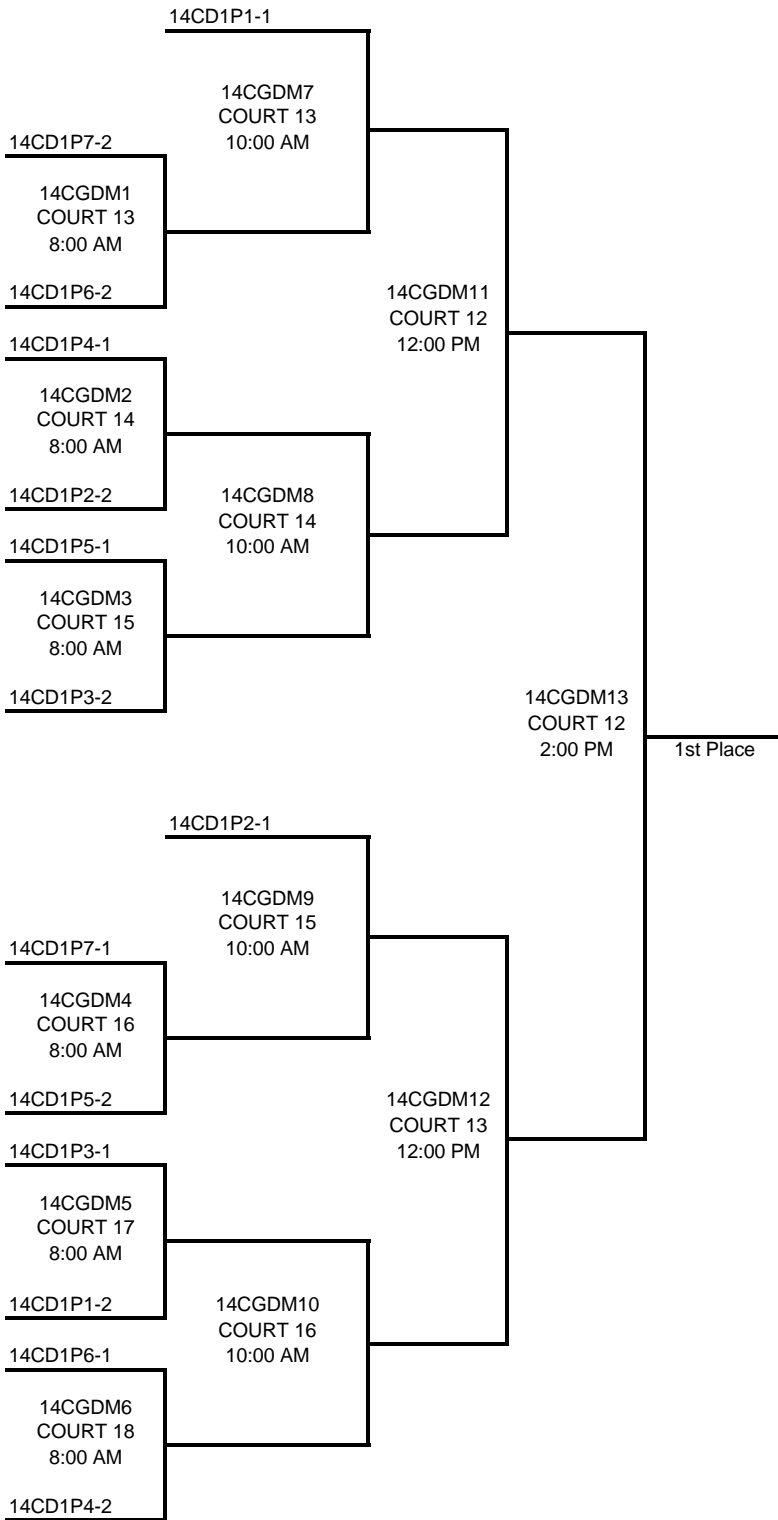 14CD1P1-1
14CGDM7
COURT 13
10:00 AM
14CD1P7-2
14CGDM1
COURT 13
8:00 AM
14CD1P6-2
14CGDM11
COURT 12
12:00 PM
14CD1P4-1
14CGDM2
COURT 14
8:00 AM
14CD1P2-2
14CGDM8
COURT 14
10:00 AM
14CD1P5-1
14CGDM3
COURT 15
8:00 AM
14CD1P3-2
14CGDM13
COURT 12
2:00 PM
1st Place
14CD1P2-1
14CGDM9
COURT 15
10:00 AM
14CD1P7-1
14CGDM4
COURT 16
8:00 AM
14CD1P5-2
14CGDM12
COURT 13
12:00 PM
14CD1P3-1
14CGDM5
COURT 17
8:00 AM
14CD1P1-2
14CGDM10
COURT 16
10:00 AM
14CD1P6-1
14CGDM6
COURT 18
8:00 AM
14CD1P4-2